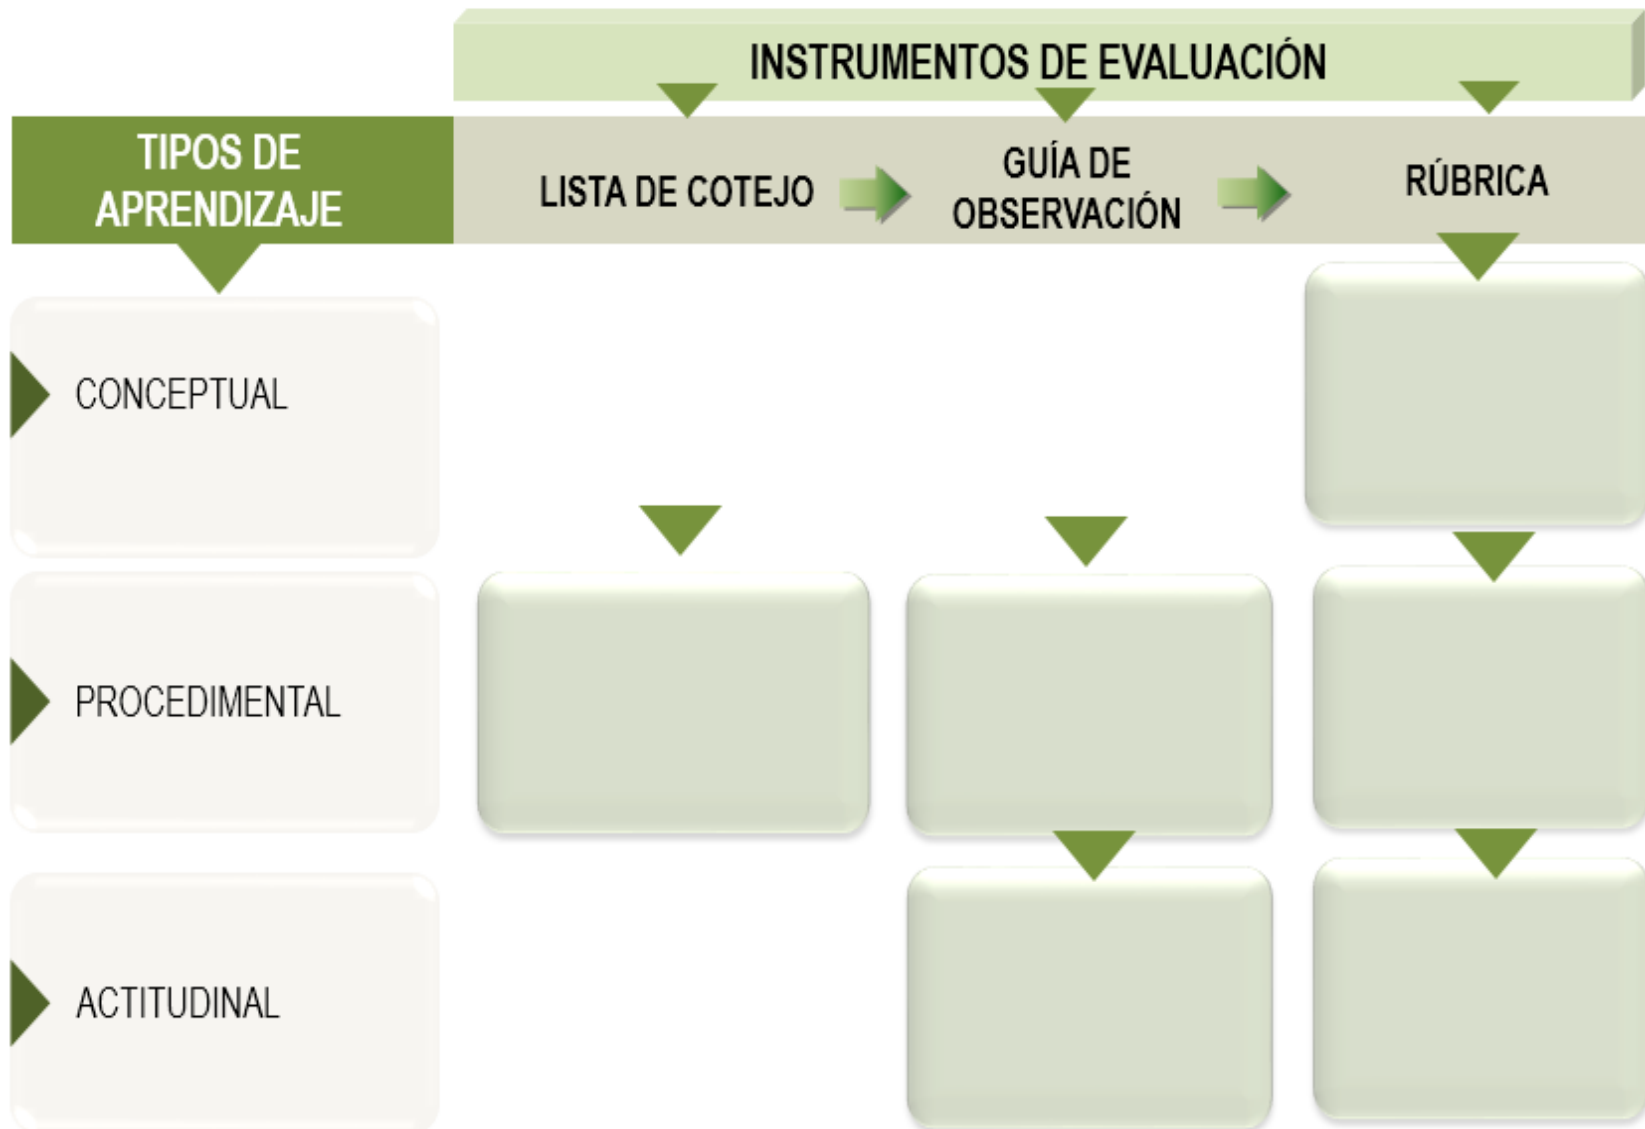 INSTRUMENTOS DE EVALUACIÓN
TIPOS DE
APRENDIZAJE
LISTA DE COTEJO
GUÍA DE
OBSERVACIÓN
RÚBRICA
CONCEPTUAL
PROCEDIMENTAL
ACTITUDINAL